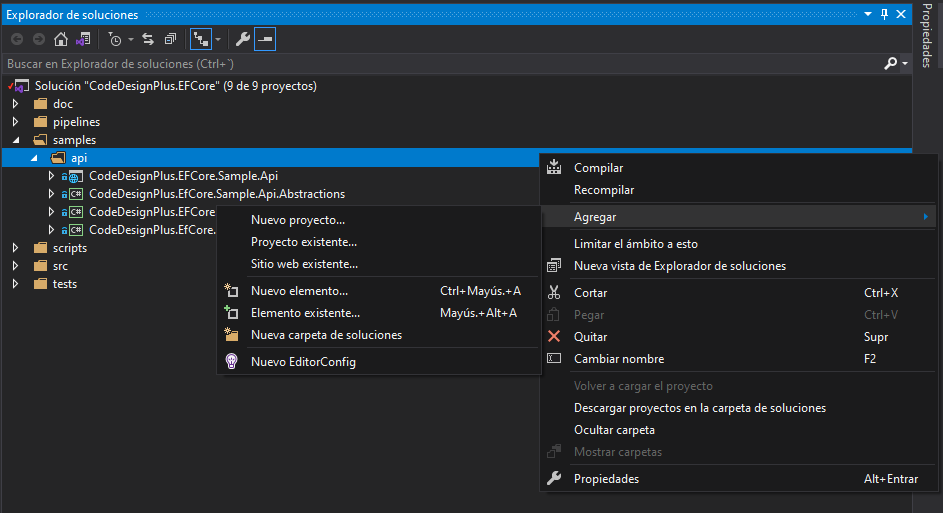 Explorador de soluciones
Propiedades
Buscar en Explorador de soluciones (Ctrl+´)
Solución "CodeDesignPlus.EFCore" (9 de 9 proyectos)
doc
pipelines
samples
api
CodeDesignPlus.EFCore.Sample.Api
C# CodeDesignPlus.EfCore.Sample.Api.Abstractions
C# CodeDesignPlus.EFCore
C# CodeDesignPlus.EfCore.
scripts
src
tests
Nuevo proyecto...
Proyecto existente...
Sitio web existente...
Nuevo elemento... Ctrl+Mayús.+A
Elemento existente... Mayús.+Alt+A
Nueva carpeta de soluciones
Nuevo EditorConfig
Compilar
Recompilar
Agregar
Limitar el ámbito a esto
Nueva vista de Explorador de soluciones
Cortar Ctrl+X
Pegar Ctrl+V
Quitar Supr
Cambiar nombre F2
Volver a cargar el proyecto
Descargar proyectos en la carpeta de soluciones
Ocultar carpeta
Mostrar carpetas
Propiedades Alt+Entrar